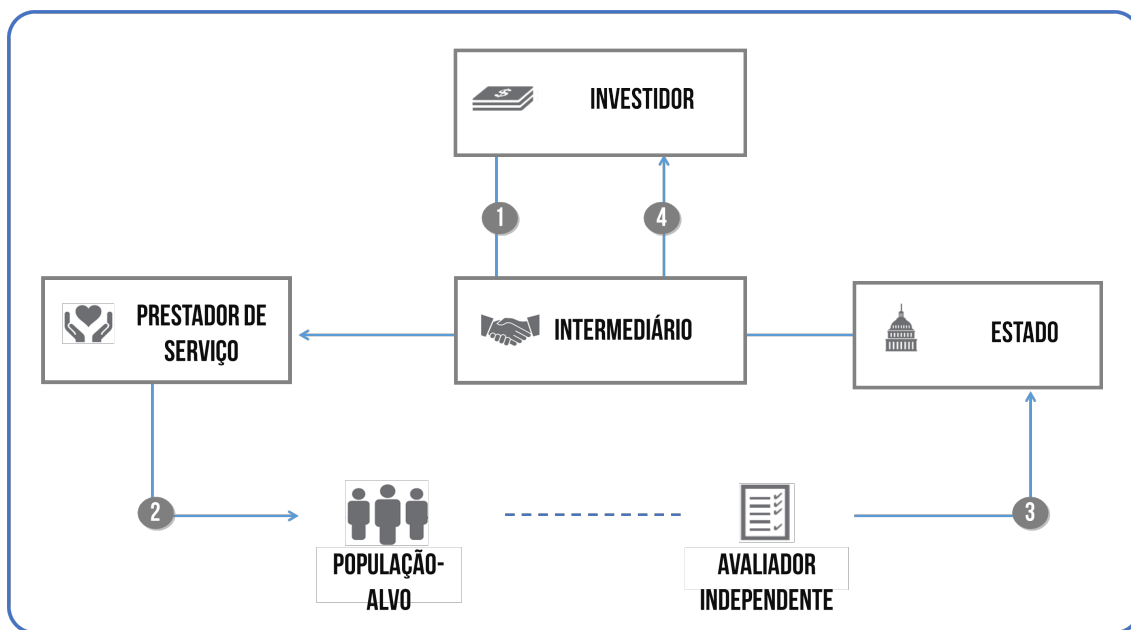 $
INVESTIDOR
1
4
PRESTADOR DE
SERVIÇO
INTERMEDIÁRIO
ESTADO
2
3
POPULAÇÃO-
ALVO
AVALIADOR
INDEPENDENTE